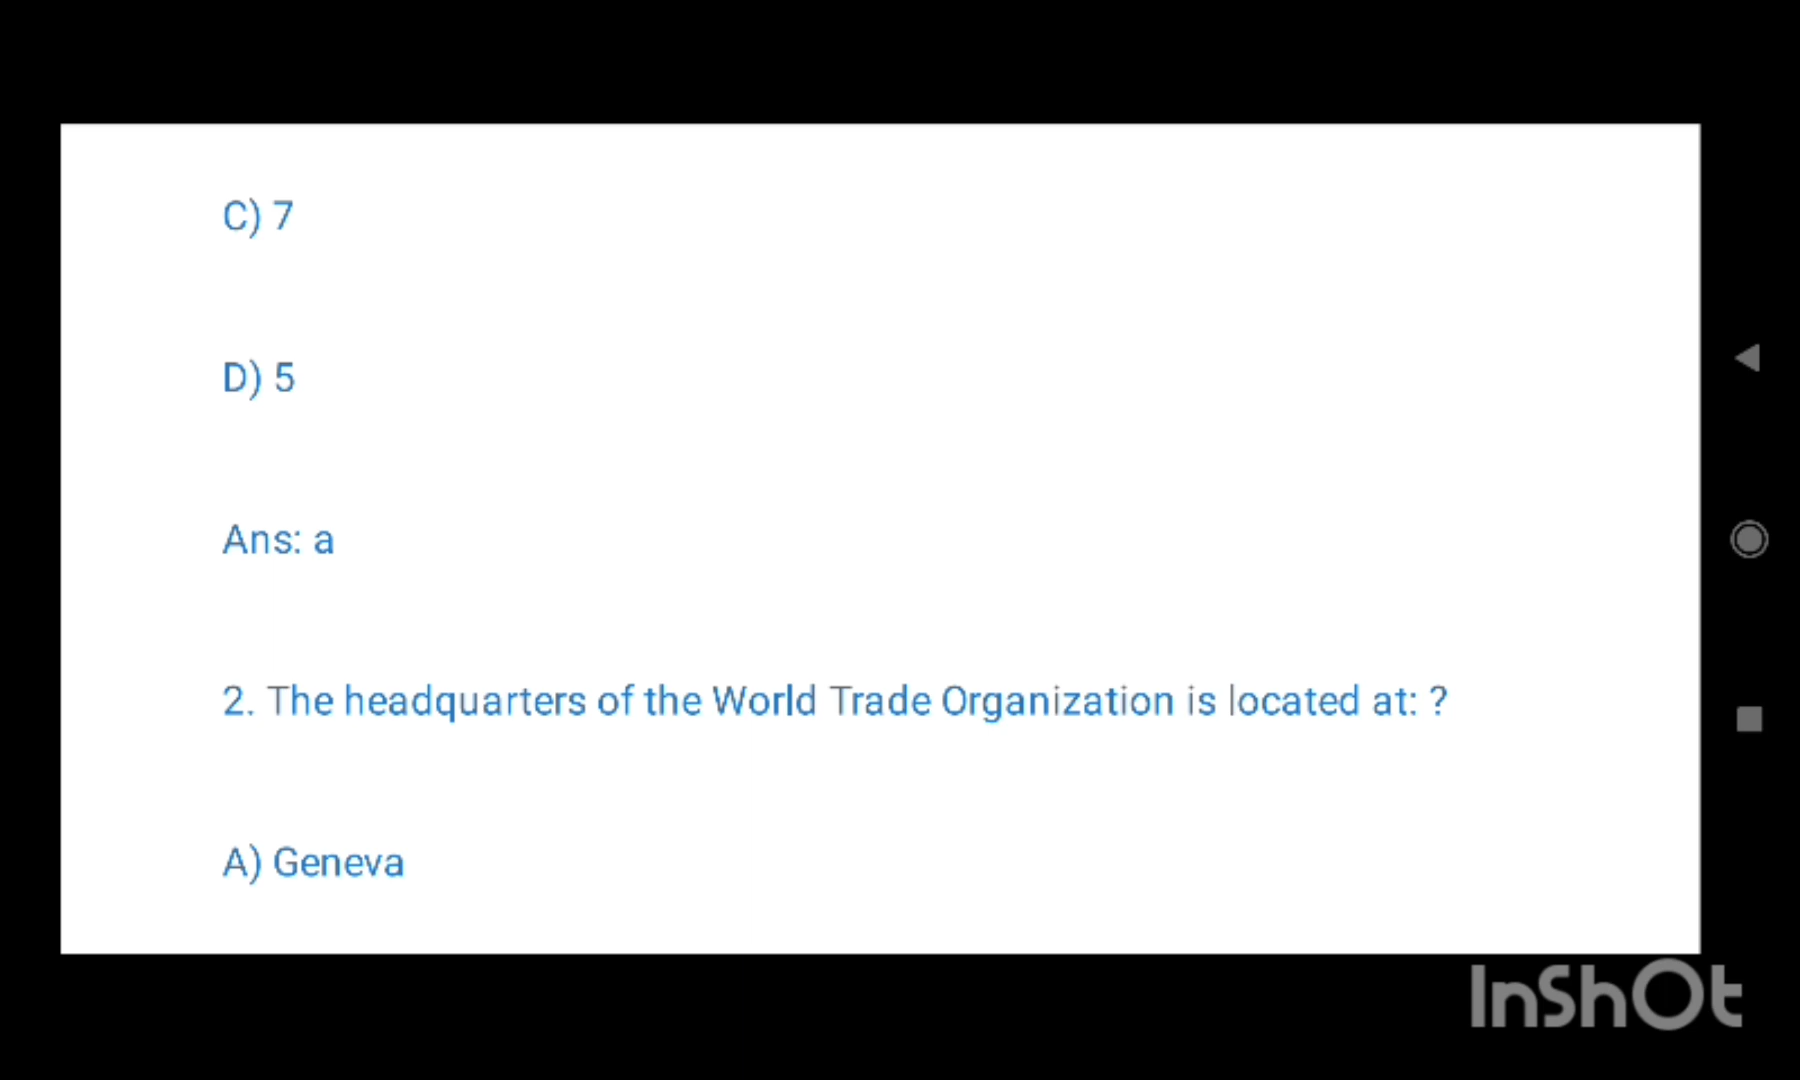 C) 7
D) 5
Ans: a
2. The headquarters of the World Trade Organization is located at: ?
A) Geneva
InShOt